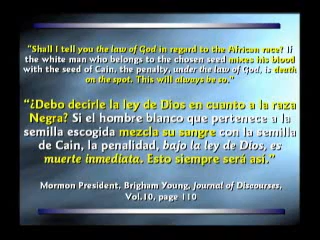 "Shall I tell you the law of God in regard to the African race? If
the white man who belongs to the chosen seed mixes his blood
with the seed of Cain, the penalty, under the law of God, is death
on the spot. This will always be so."
"¿Debo decirle la ley de Dios en cuanto a la raza
Negra? Si el hombre blanco que pertenece a la
semilla escogida mezcla su sangre con la semilla
de Cain, la penalidad, bajo la ley de Dios, es
muerte inmediata. Esto siempre será así."
Mormon President, Brigham Young, Journal of Discourses,
Vol.10, page 110